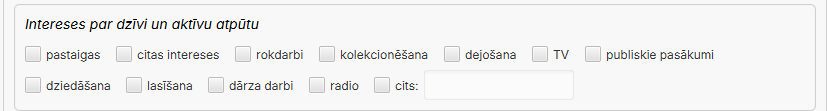 Intereses par dzīvi un aktīvu atpūtu
pastaigas citas intereses rokdarbi kolekcionēšana dejošana TV publiskie pasākumi
dziedāšana lasīšana dārza darbi radio cits: